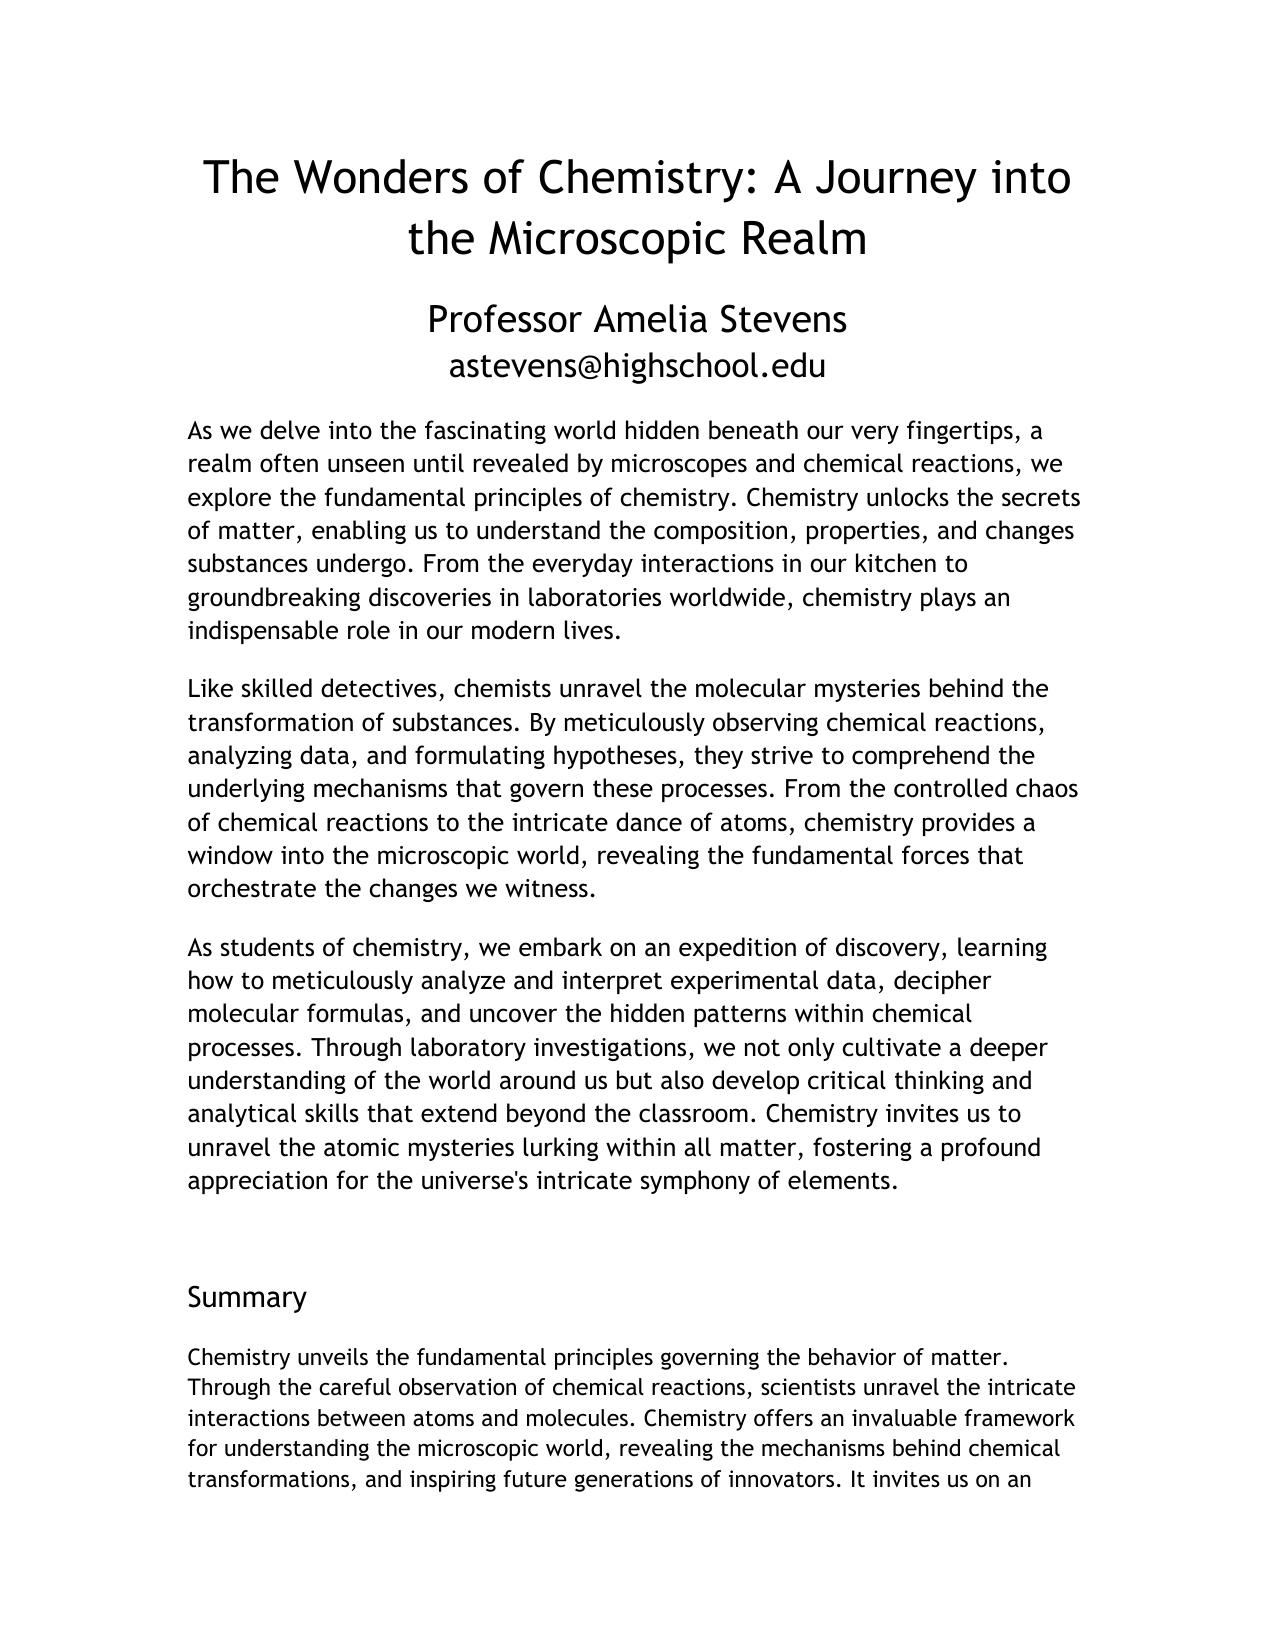 The Wonders of Chemistry: A Journey into
the Microscopic Realm
Professor Amelia Stevens
astevens@highschool.edu
As we delve into the fascinating world hidden beneath our very fingertips, a
realm often unseen until revealed by microscopes and chemical reactions, we
explore the fundamental principles of chemistry. Chemistry unlocks the secrets
of matter, enabling us to understand the composition, properties, and changes
substances undergo. From the everyday interactions in our kitchen to
groundbreaking discoveries in laboratories worldwide, chemistry plays an
indispensable role in our modern lives.
Like skilled detectives, chemists unravel the molecular mysteries behind the
transformation of substances. By meticulously observing chemical reactions,
analyzing data, and formulating hypotheses, they strive to comprehend the
underlying mechanisms that govern these processes. From the controlled chaos
of chemical reactions to the intricate dance of atoms, chemistry provides a
window into the microscopic world, revealing the fundamental forces that
orchestrate the changes we witness.
As students of chemistry, we embark on an expedition of discovery, learning
how to meticulously analyze and interpret experimental data, decipher
molecular formulas, and uncover the hidden patterns within chemical
processes. Through laboratory investigations, we not only cultivate a deeper
understanding of the world around us but also develop critical thinking and
analytical skills that extend beyond the classroom. Chemistry invites us to
unravel the atomic mysteries lurking within all matter, fostering a profound
appreciation for the universe's intricate symphony of elements.
Summary
Chemistry unveils the fundamental principles governing the behavior of matter.
Through the careful observation of chemical reactions, scientists unravel the intricate
interactions between atoms and molecules. Chemistry offers an invaluable framework
for understanding the microscopic world, revealing the mechanisms behind chemical
transformations, and inspiring future generations of innovators. It invites us on an